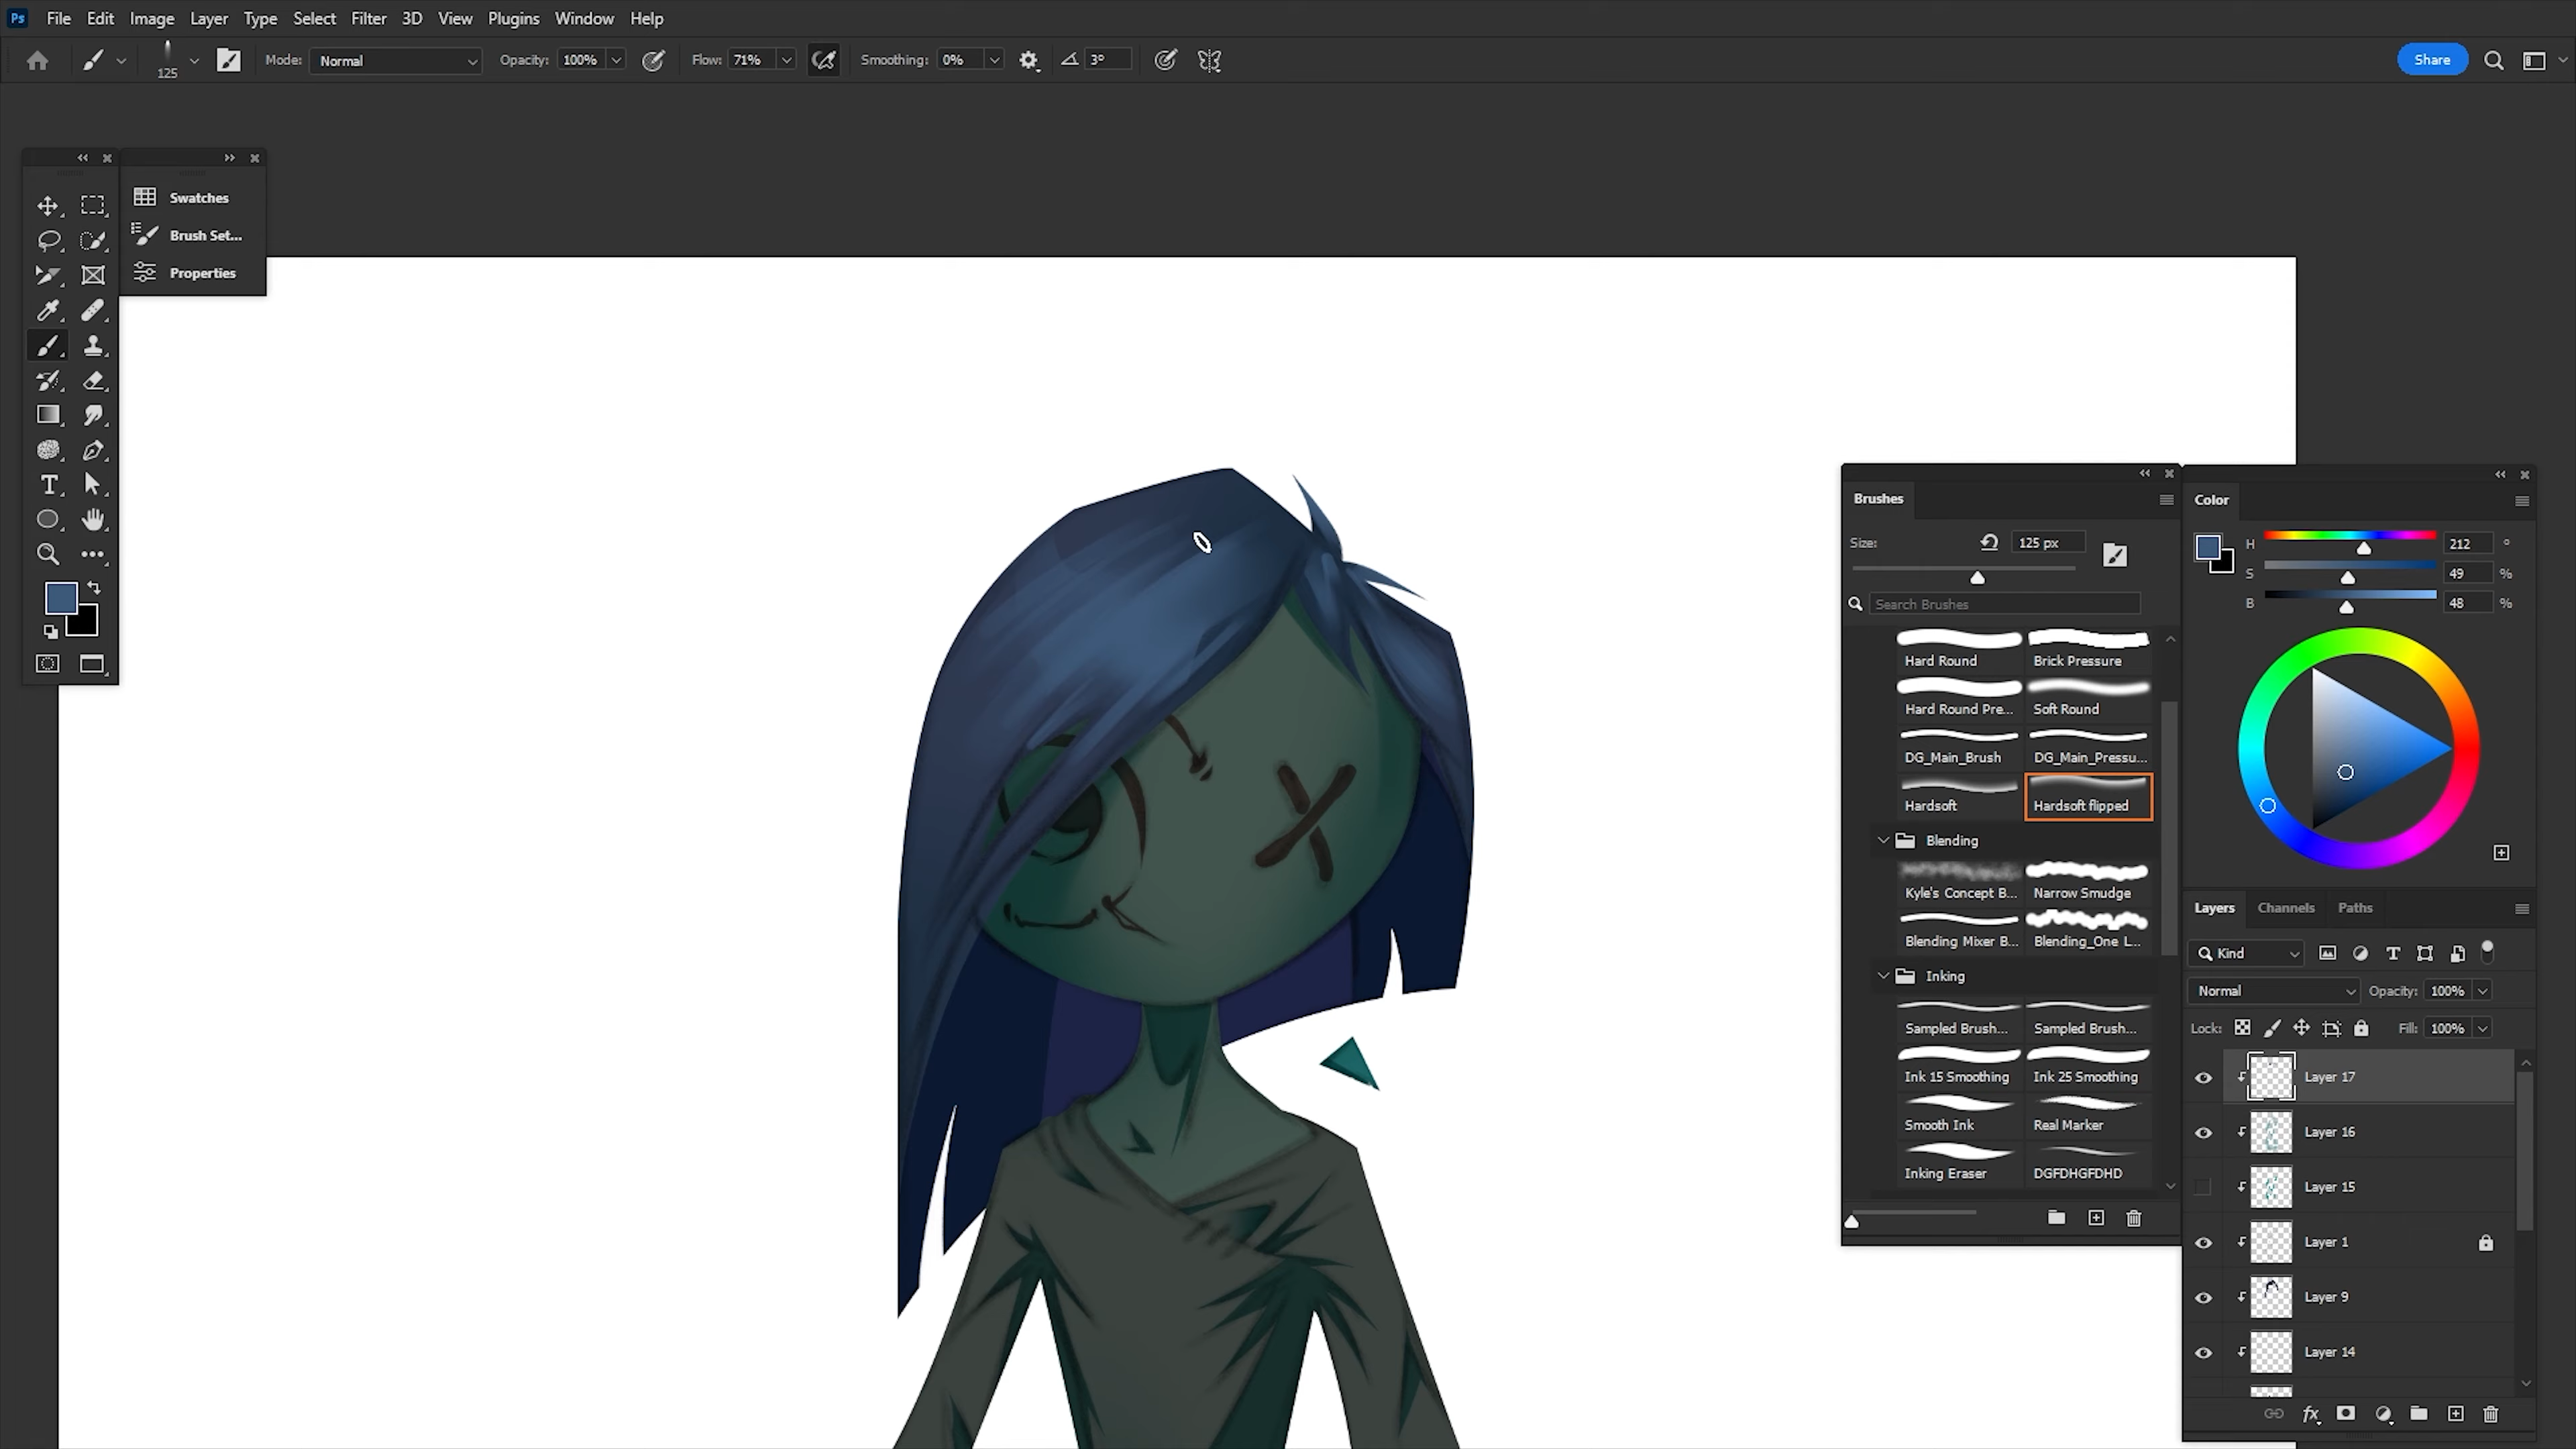 Ps File Edit Image Layer Type Select Filter 3D View Plugins Window Help
125 Mode: Normal Opacity: 100% Flow: 71% Smoothing: 0% 3° Share
Swatches
Brush Set...
Properties
Brushes
Size: 125 px
Search Brushes
Hard Round Brick Pressure
Hard Round Pre... Soft Round
DG_Main_Brush DG_Main_Pressu...
Hardsoft Hardsoft flipped
Blending
Kyle's Concept B... Narrow Smudge
Blending Mixer B... Blending_One L...
Inking
Sampled Brush... Sampled Brush...
Ink 15 Smoothing Ink 25 Smoothing
Smooth Ink Real Marker
Inking Eraser DGFDHGFDHD
Color
H 212 °
S 49 %
B 48 %
Layers Channels Paths
Kind
Normal Opacity: 100%
Lock: Fill: 100%
Layer 17
Layer 16
Layer 15
Layer 1
Layer 9
Layer 14
fx